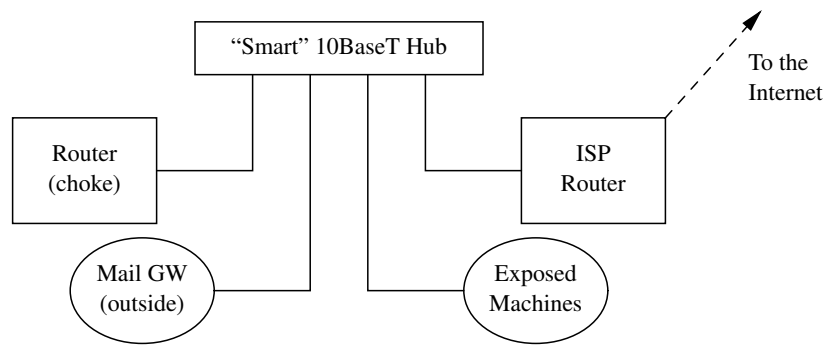 “Smart” 10BaseT Hub
To the
Internet
Router
(choke)
ISP
Router
Mail GW
(outside)
Exposed
Machines